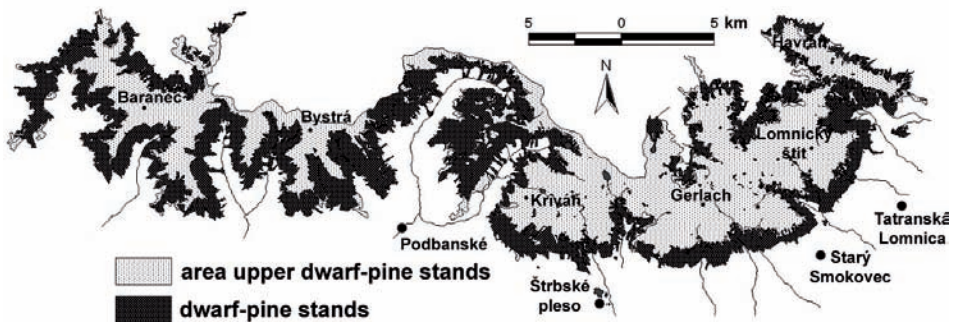 5 0 5 km
N
Havran
Baranec
Bystrá
Lomnický
štít
Kriváň
Gerlach
Podbanské
Tatranská
Lomnica
Starý
Smokovec
Štrbské
pleso
area upper dwarf-pine stands
dwarf-pine stands